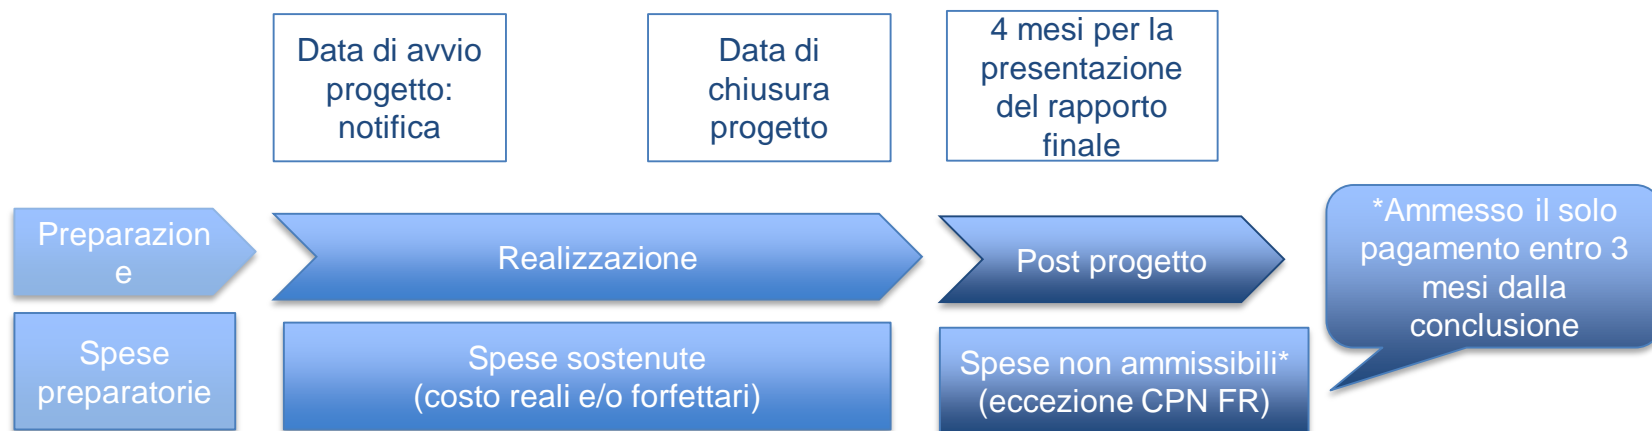 Data di avvio
progetto:
notifica
Data di
chiusura
progetto
4 mesi per la
presentazione
del rapporto
finale
Preparazion
e
Realizzazione
Post progetto
*Ammesso il solo
pagamento entro 3
mesi dalla
conclusione
Spese
preparatorie
Spese sostenute
(costo reali e/o forfettari)
Spese non ammissibili*
(eccezione CPN FR)